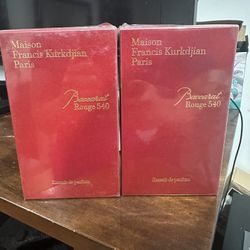 Maison
Francis Kurkdjian
Paris
Baccarat
Rouge 540
Extrait de parfum
Maison
Francis Kurkdjian
Paris
Baccarat
Rouge 540
Extrait de parfum